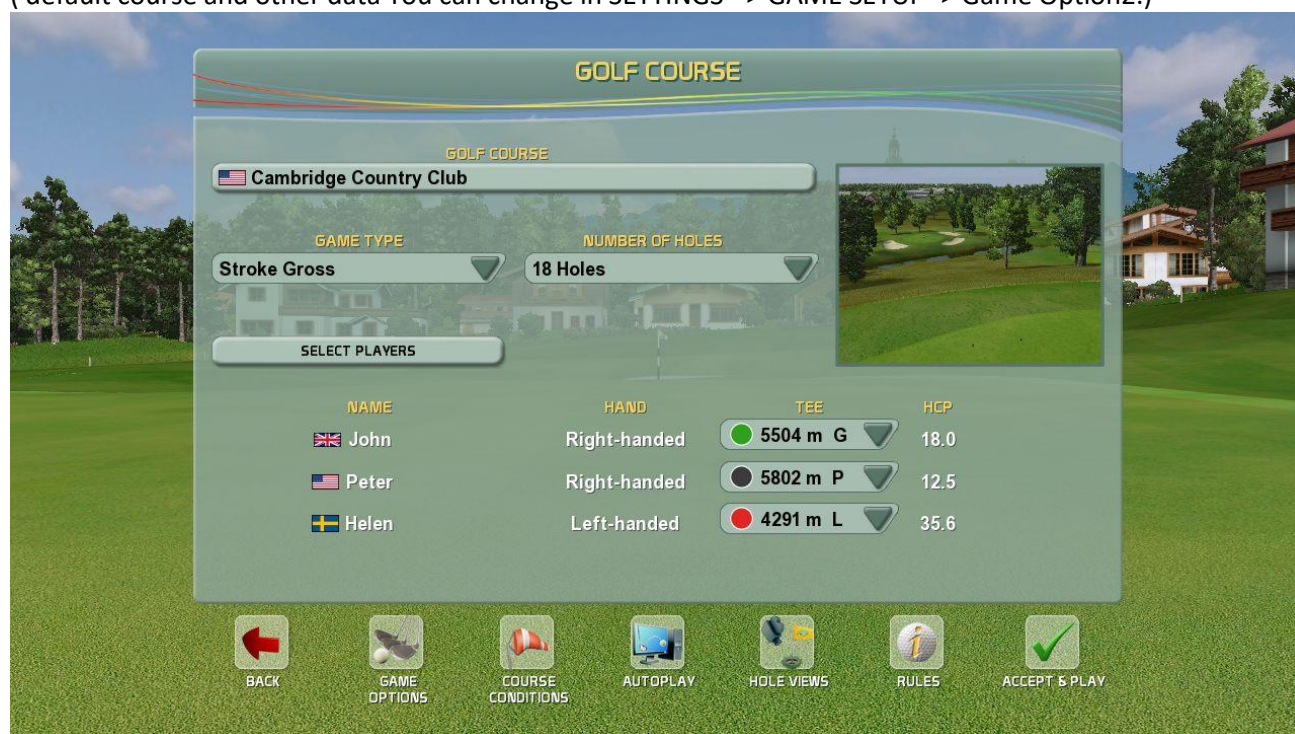 ( default course and other data You can change in SETTINGS -> GAME SETUP -> Game Option2.)
GOLF COURSE
GOLF COURSE
Cambridge Country Club
GAME TYPE NUMBER OF HOLES
Stroke Gross 18 Holes
SELECT PLAYERS
NAME HAND TEE HCP
John Right-handed 5504 m G 18.0
Peter Right-handed 5802 m P 12.5
Helen Left-handed 4291 m L 35.6
BACK GAME OPTIONS COURSE CONDITIONS AUTOPLAY HOLE VIEWS RULES ACCEPT & PLAY